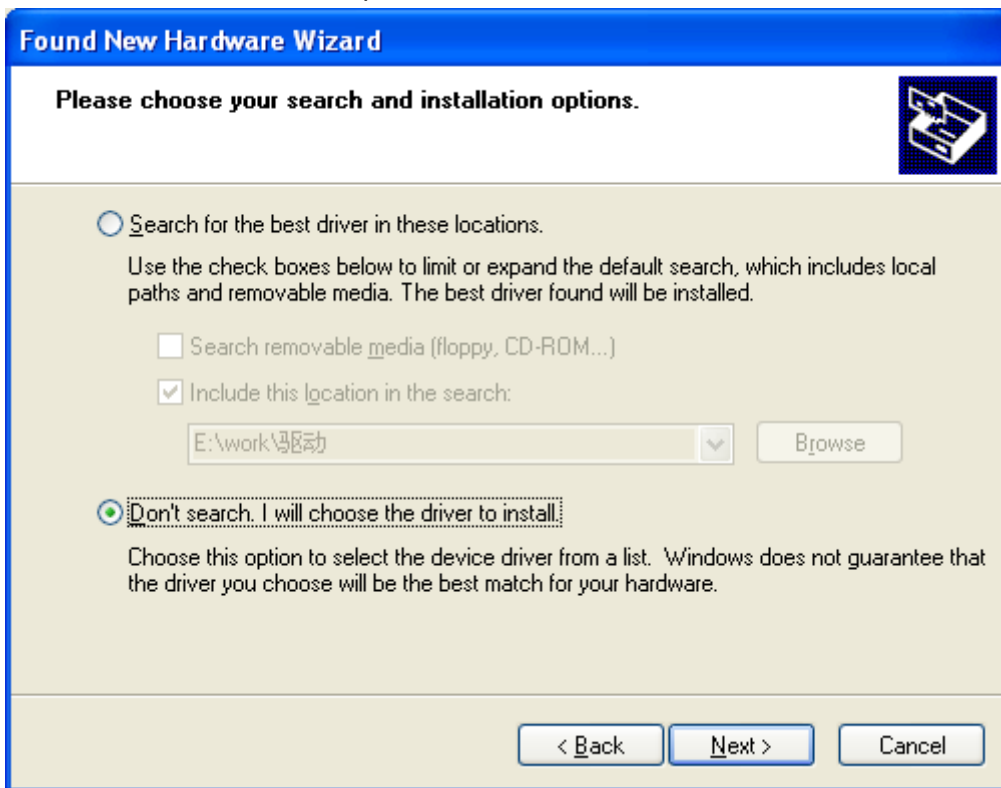 Found New Hardware Wizard
Please choose your search and installation options.
Search for the best driver in these locations.
Use the check boxes below to limit or expand the default search, which includes local
paths and removable media. The best driver found will be installed.
Search removable media (floppy, CD-ROM...)
Include this location in the search:
E:\work\驱动
Browse
Don't search. I will choose the driver to install.
Choose this option to select the device driver from a list. Windows does not guarantee that
the driver you choose will be the best match for your hardware.
< Back Next > Cancel